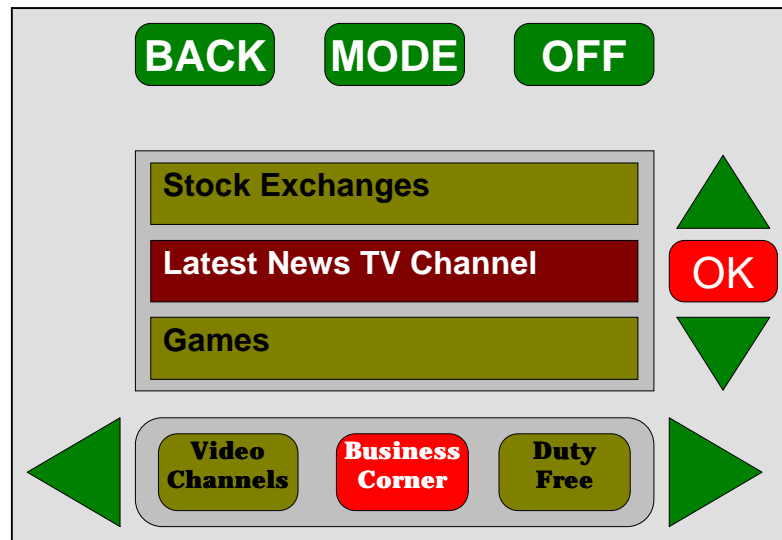 BACK MODE OFF
Stock Exchanges
Latest News TV Channel
OK
Games
Video Channels
Business Corner
Duty Free